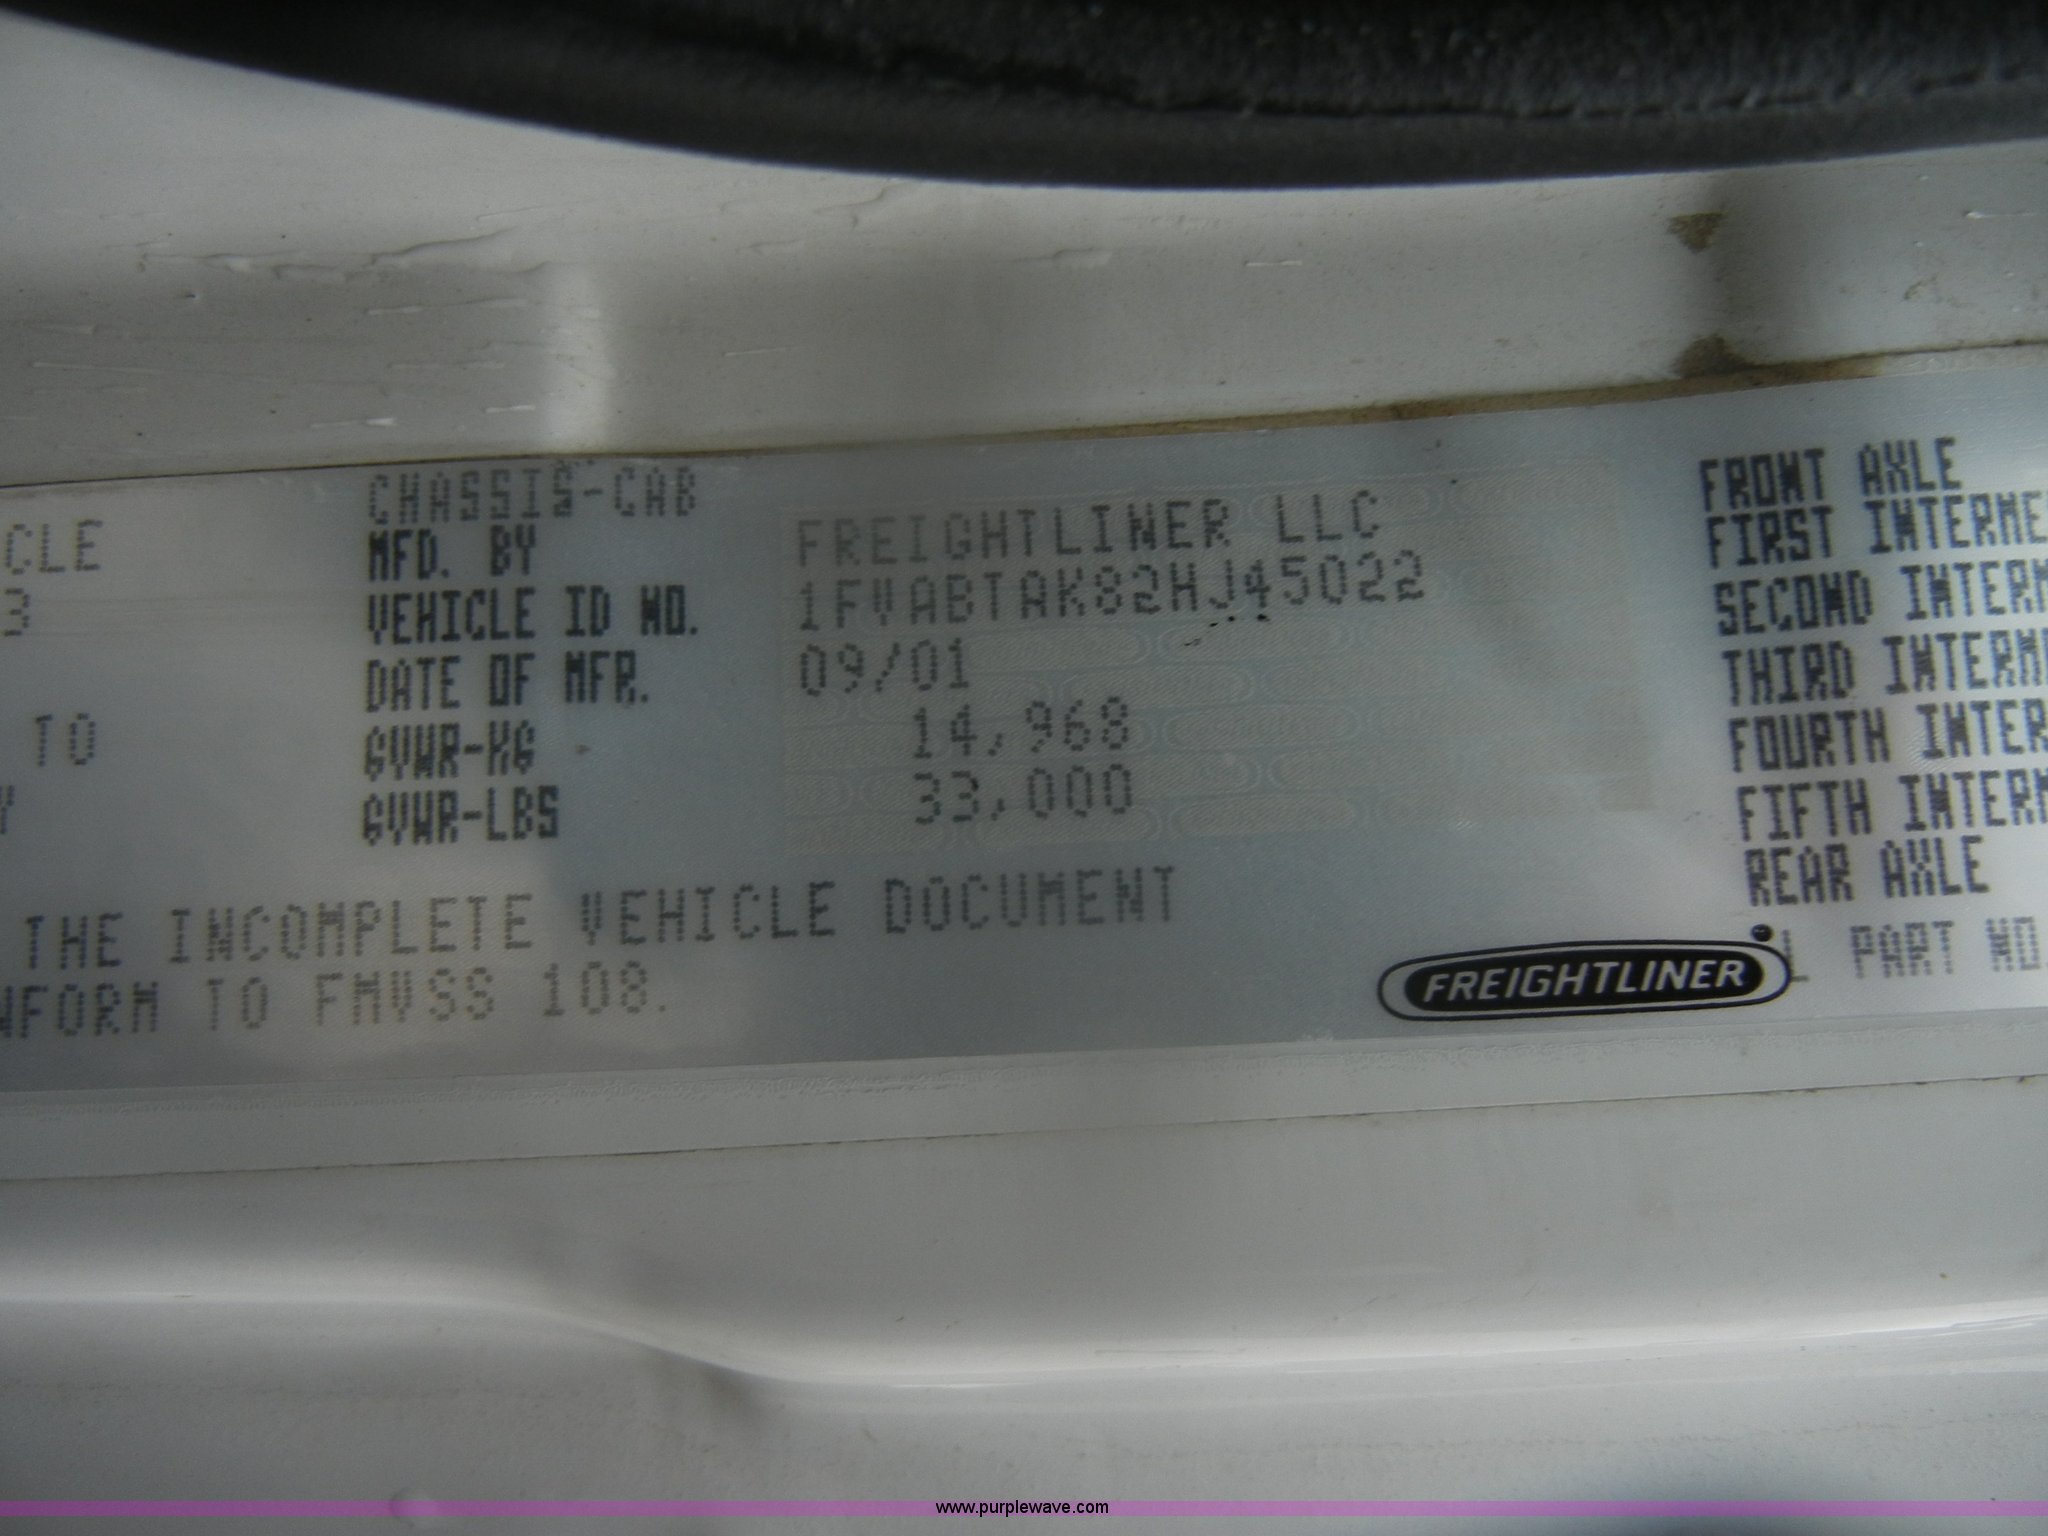 CHASSIS-CAB
CLE MFD. BY FREIGHTLINER LLC
3 VEHICLE ID NO. 1FVABTAK82HJ45022
DATE OF MFR. 09/01
10 GVWR-KG 14,968
GVWR-LBS 33,000
THE INCOMPLETE VEHICLE DOCUMENT
NFORM TO FMVSS 108.
FRONT AXLE
FIRST INTERME
SECOND INTERM
THIRD INTERM
FOURTH INTER
FIFTH INTERM
REAR AXLE
FREIGHTLINER
L PART NO.
www.purplewave.com